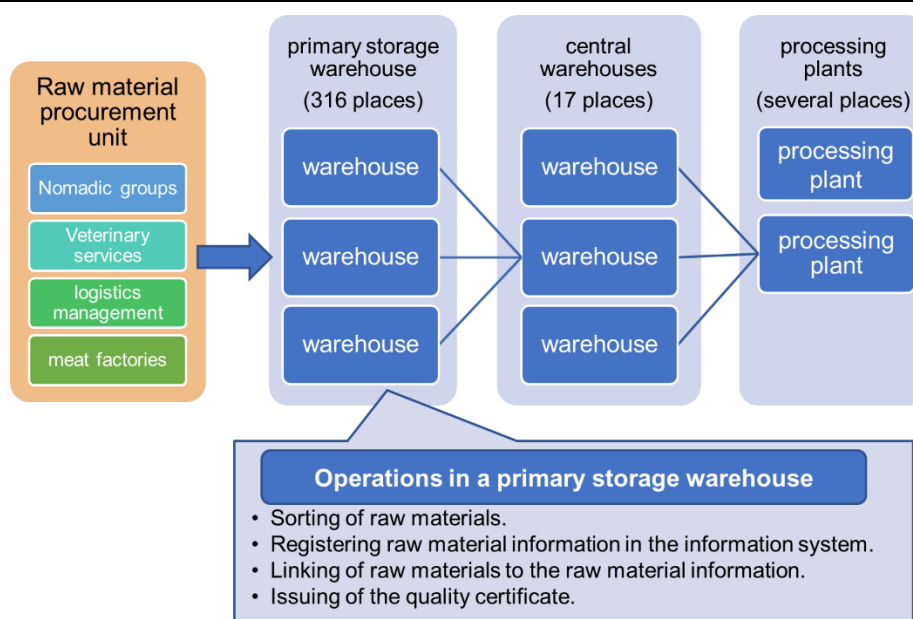 Raw material
procurement
unit
Nomadic groups
Veterinary
services
logistics
management
meat factories
primary storage
warehouse
(316 places)
warehouse
warehouse
warehouse
central
warehouses
(17 places)
warehouse
warehouse
warehouse
processing
plants
(several places)
processing
plant
processing
plant
Operations in a primary storage warehouse
• Sorting of raw materials.
• Registering raw material information in the information system.
• Linking of raw materials to the raw material information.
• Issuing of the quality certificate.